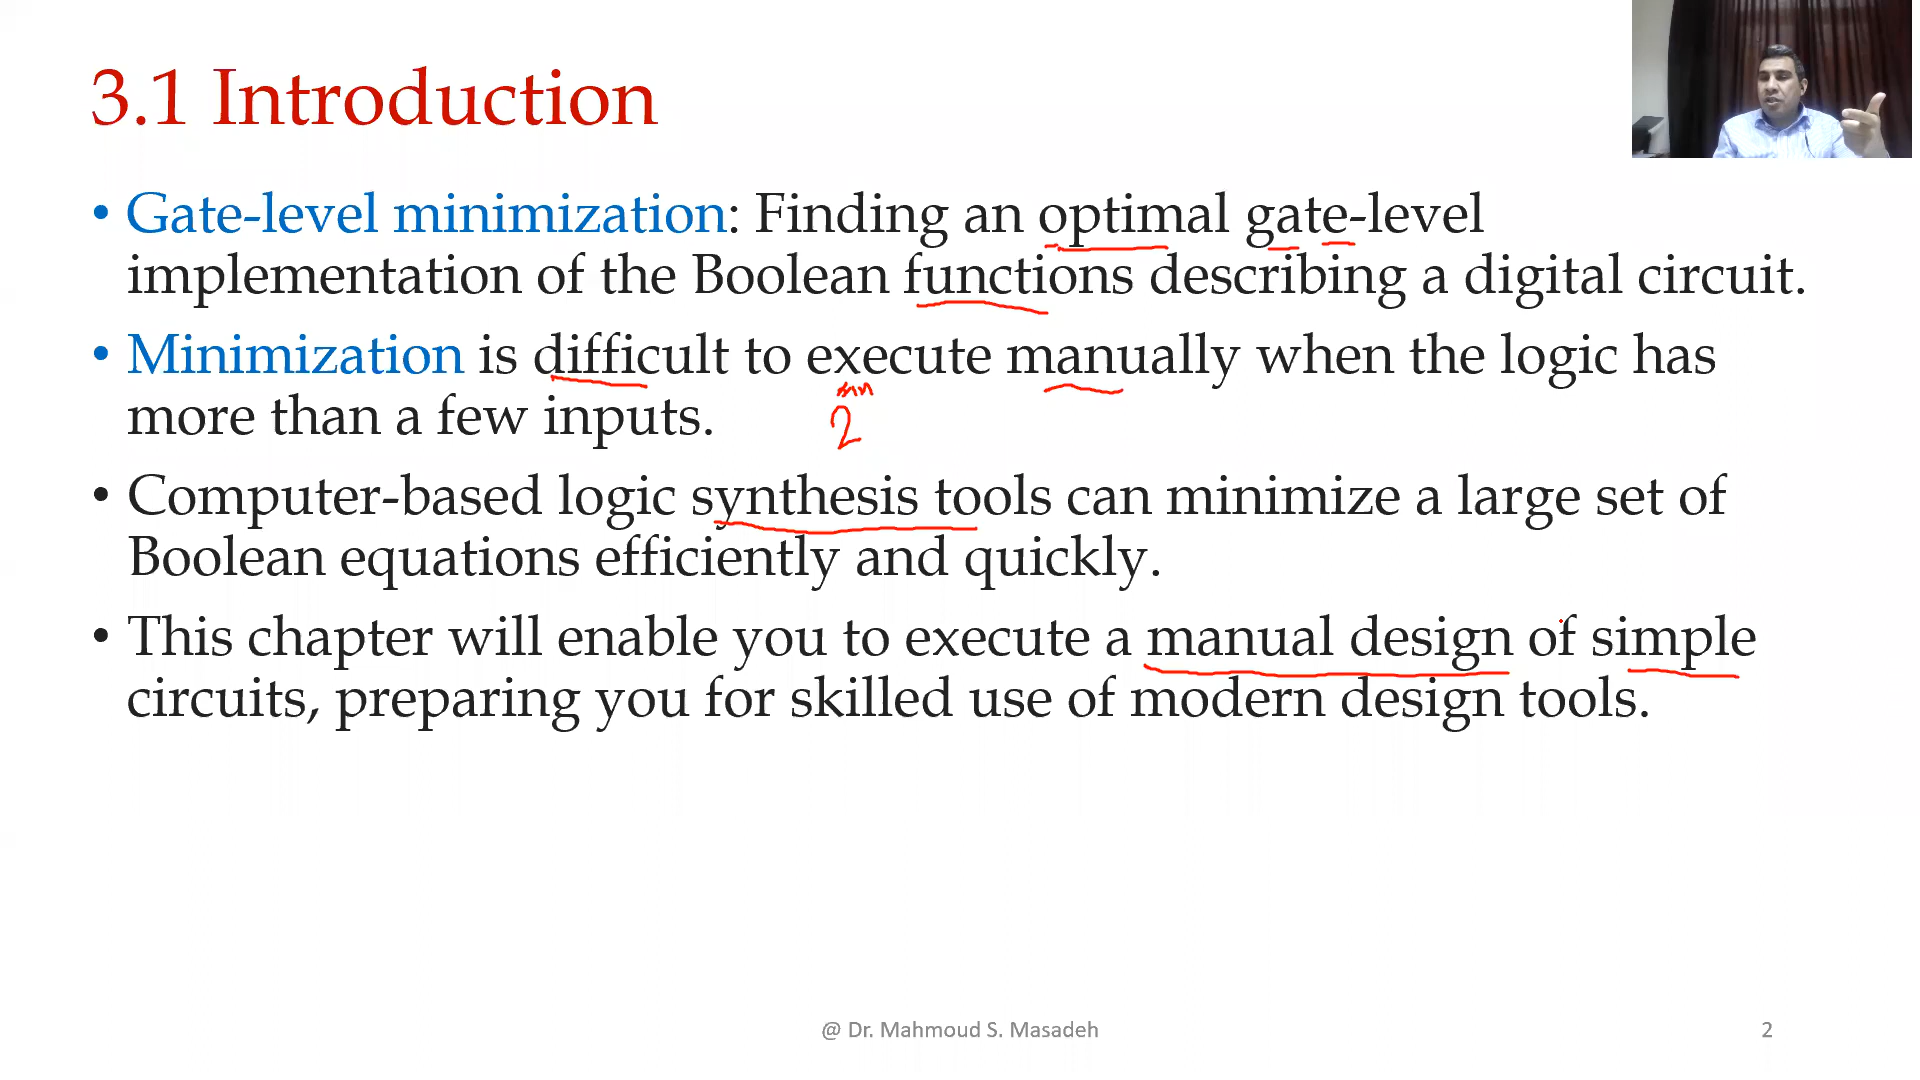 3.1 Introduction
• Gate-level minimization: Finding an optimal gate-level
implementation of the Boolean functions describing a digital circuit.
• Minimization is difficult to execute manually when the logic has
more than a few inputs.
2
• Computer-based logic synthesis tools can minimize a large set of
Boolean equations efficiently and quickly.
• This chapter will enable you to execute a manual design of simple
circuits, preparing you for skilled use of modern design tools.
@ Dr. Mahmoud S. Masadeh
2